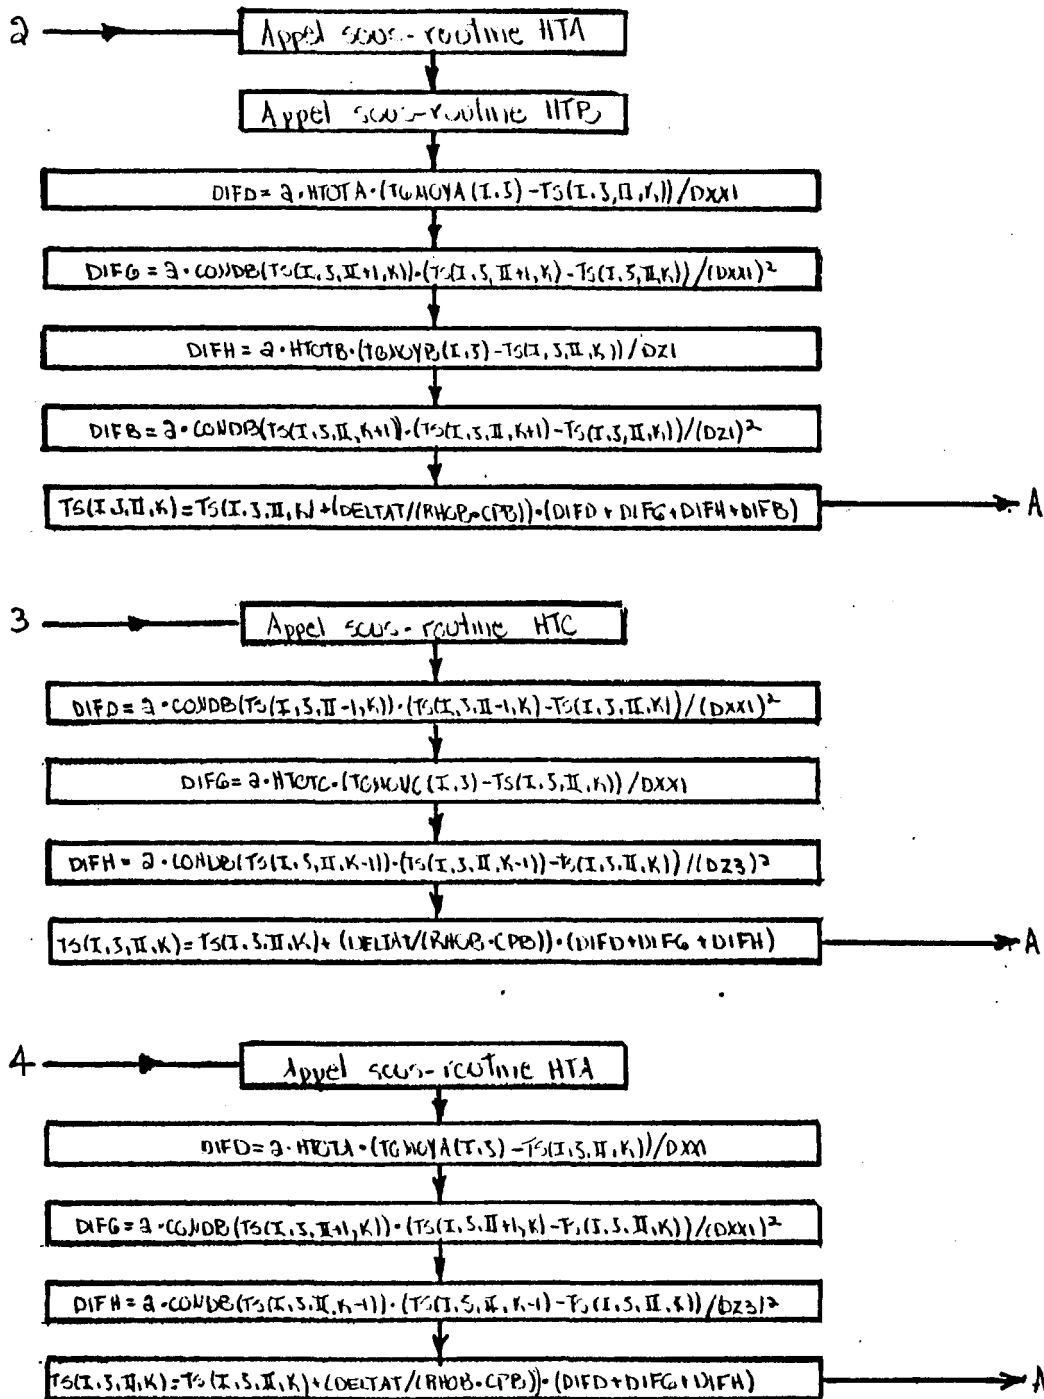 2
Appel sous-routine HTA
Appel sous-routine HTB
DIFD = 2·HTOTA·(TGMOYA(I,J)-TS(I,J,II,K))/DXX1
DIFG = 2·CONDB(TS(I,J,II+1,K))·(TS(I,J,II+1,K)-TS(I,J,II,K))/(DXX1)²
DIFH = 2·HTOTB·(TGMOYB(I,J)-TS(I,J,II,K))/DZ1
DIFB = 2·CONDB(TS(I,J,II,K+1))·(TS(I,J,II,K+1)-TS(I,J,II,K))/(DZ1)²
TS(I,J,II,K)=TS(I,J,II,K)+(DELTAT/(RHOB·CPB))·(DIFD+DIFG+DIFH+DIFB)
A
3
Appel sous-routine HTC
DIFD = 2·CONDB(TS(I,J,II-1,K))·(TS(I,J,II-1,K)-TS(I,J,II,K))/(DXX1)²
DIFG = 2·HTOTC·(TGMOYC(I,J)-TS(I,J,II,K))/DXX1
DIFH = 2·CONDB(TS(I,J,II,K-1))·(TS(I,J,II,K-1))-TS(I,J,II,K))/(DZ3)²
TS(I,J,II,K)=TS(I,J,II,K)+(DELTAT/(RHOB·CPB))·(DIFD+DIFG+DIFH)
A
4
Appel sous-routine HTA
DIFD = 2·HTOTA·(TGMOYA(I,J)-TS(I,J,II,K))/DXX1
DIFG = 2·CONDB(TS(I,J,II+1,K))·(TS(I,J,II+1,K)-TS(I,J,II,K))/(DXX1)²
DIFH = 2·CONDB(TS(I,J,II,K-1))·(TS(I,J,II,K-1)-TS(I,J,II,K))/(DZ3)²
TS(I,J,II,K)=TS(I,J,II,K)+(DELTAT/(RHOB·CPB))·(DIFD+DIFG+DIFH)
A